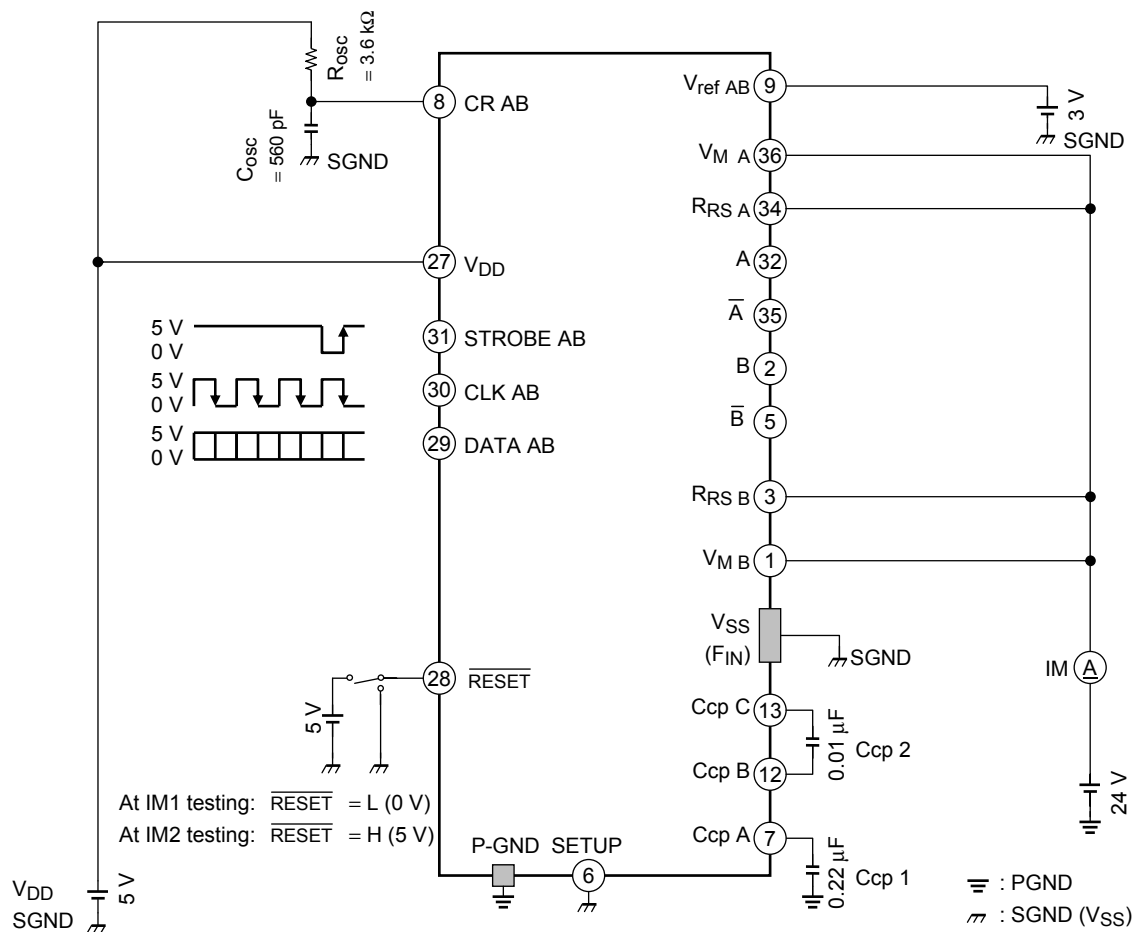 Rosc
= 3.6 kΩ
Cosc
= 560 pF
SGND
8 CR AB
27 VDD
5 V
0 V
31 STROBE AB
5 V
0 V
30 CLK AB
5 V
0 V
29 DATA AB
28 RESET
5 V
At IM1 testing: RESET = L (0 V)
At IM2 testing: RESET = H (5 V)
P-GND SETUP
6
VDD
5 V
SGND
Vref AB 9
3 V
SGND
VM A 36
RRS A 34
A 32
A 35
B 2
B 5
RRS B 3
VM B 1
VSS
(FIN)
SGND
IM A
Ccp C 13
0.01 µF
Ccp 2
Ccp B 12
24 V
Ccp A 7
0.22 µF
Ccp 1
: PGND
: SGND (VSS)